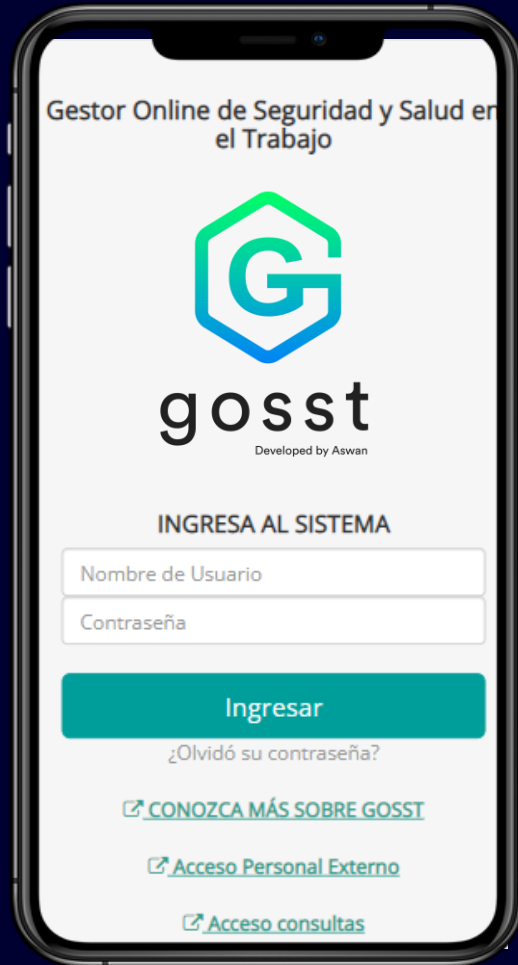 Gestor Online de Seguridad y Salud en
el Trabajo
G
gosst
Developed by Aswan
INGRESA AL SISTEMA
Nombre de Usuario
Contraseña
Ingresar
¿Olvidó su contraseña?
CONOZCA MÁS SOBRE GOSST
Acceso Personal Externo
Acceso consultas